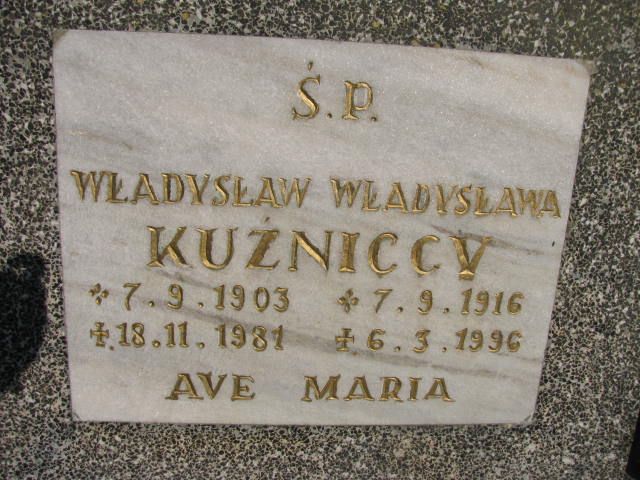 Ś.P.
WŁADYSŁAW WŁADYSŁAWA
KUŹNICCY
* 7.9.1903 * 7.9.1916
+ 18.11.1981 + 6.3.1996
AVE MARIA